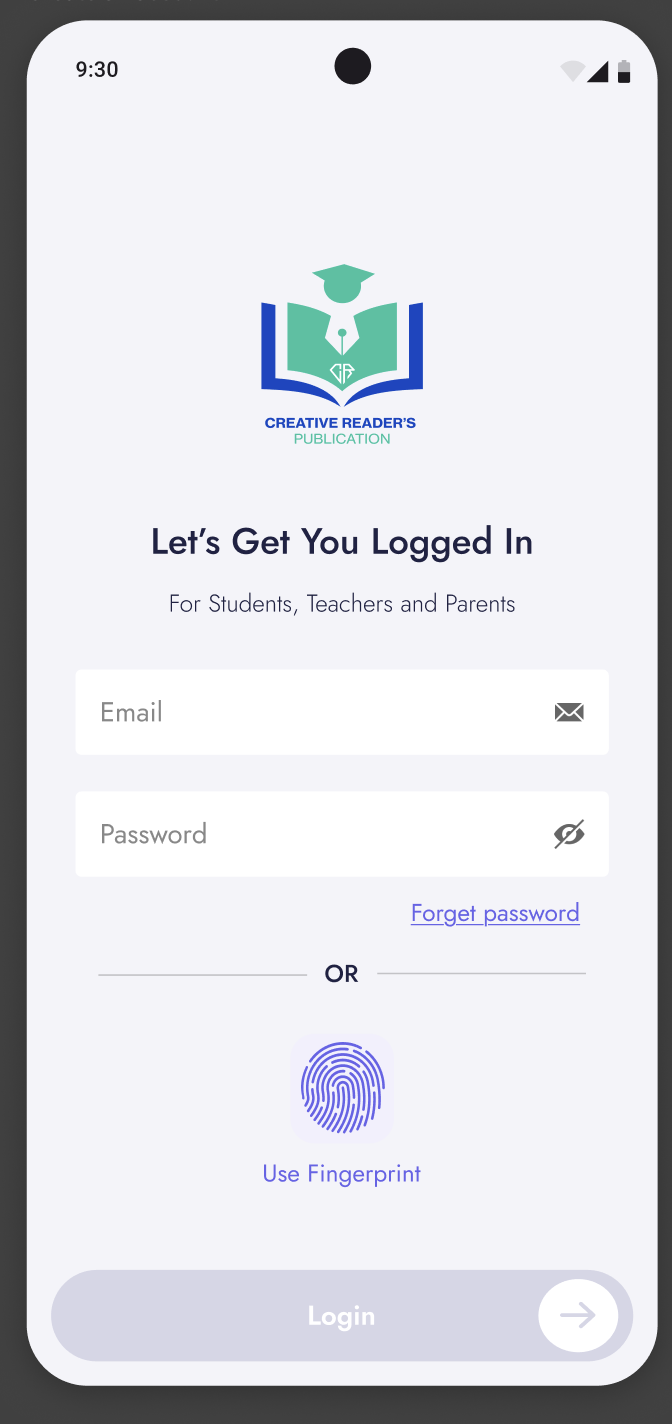 9:30
CREATIVE READER'S
PUBLICATION
Let's Get You Logged In
For Students, Teachers and Parents
Email
Password
Forget password
OR
Use Fingerprint
Login